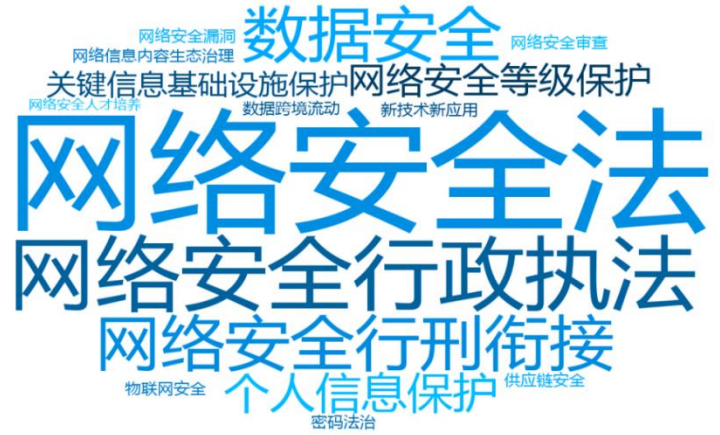 网络安全漏洞
数据安全
网络安全审查
网络信息内容生态治理
关键信息基础设施保护
网络安全等级保护
网络安全人才培养
数据跨境流动
新技术新应用
网络安全法
网络安全行政执法
网络安全行刑衔接
物联网安全
个人信息保护
供应链安全
密码法治